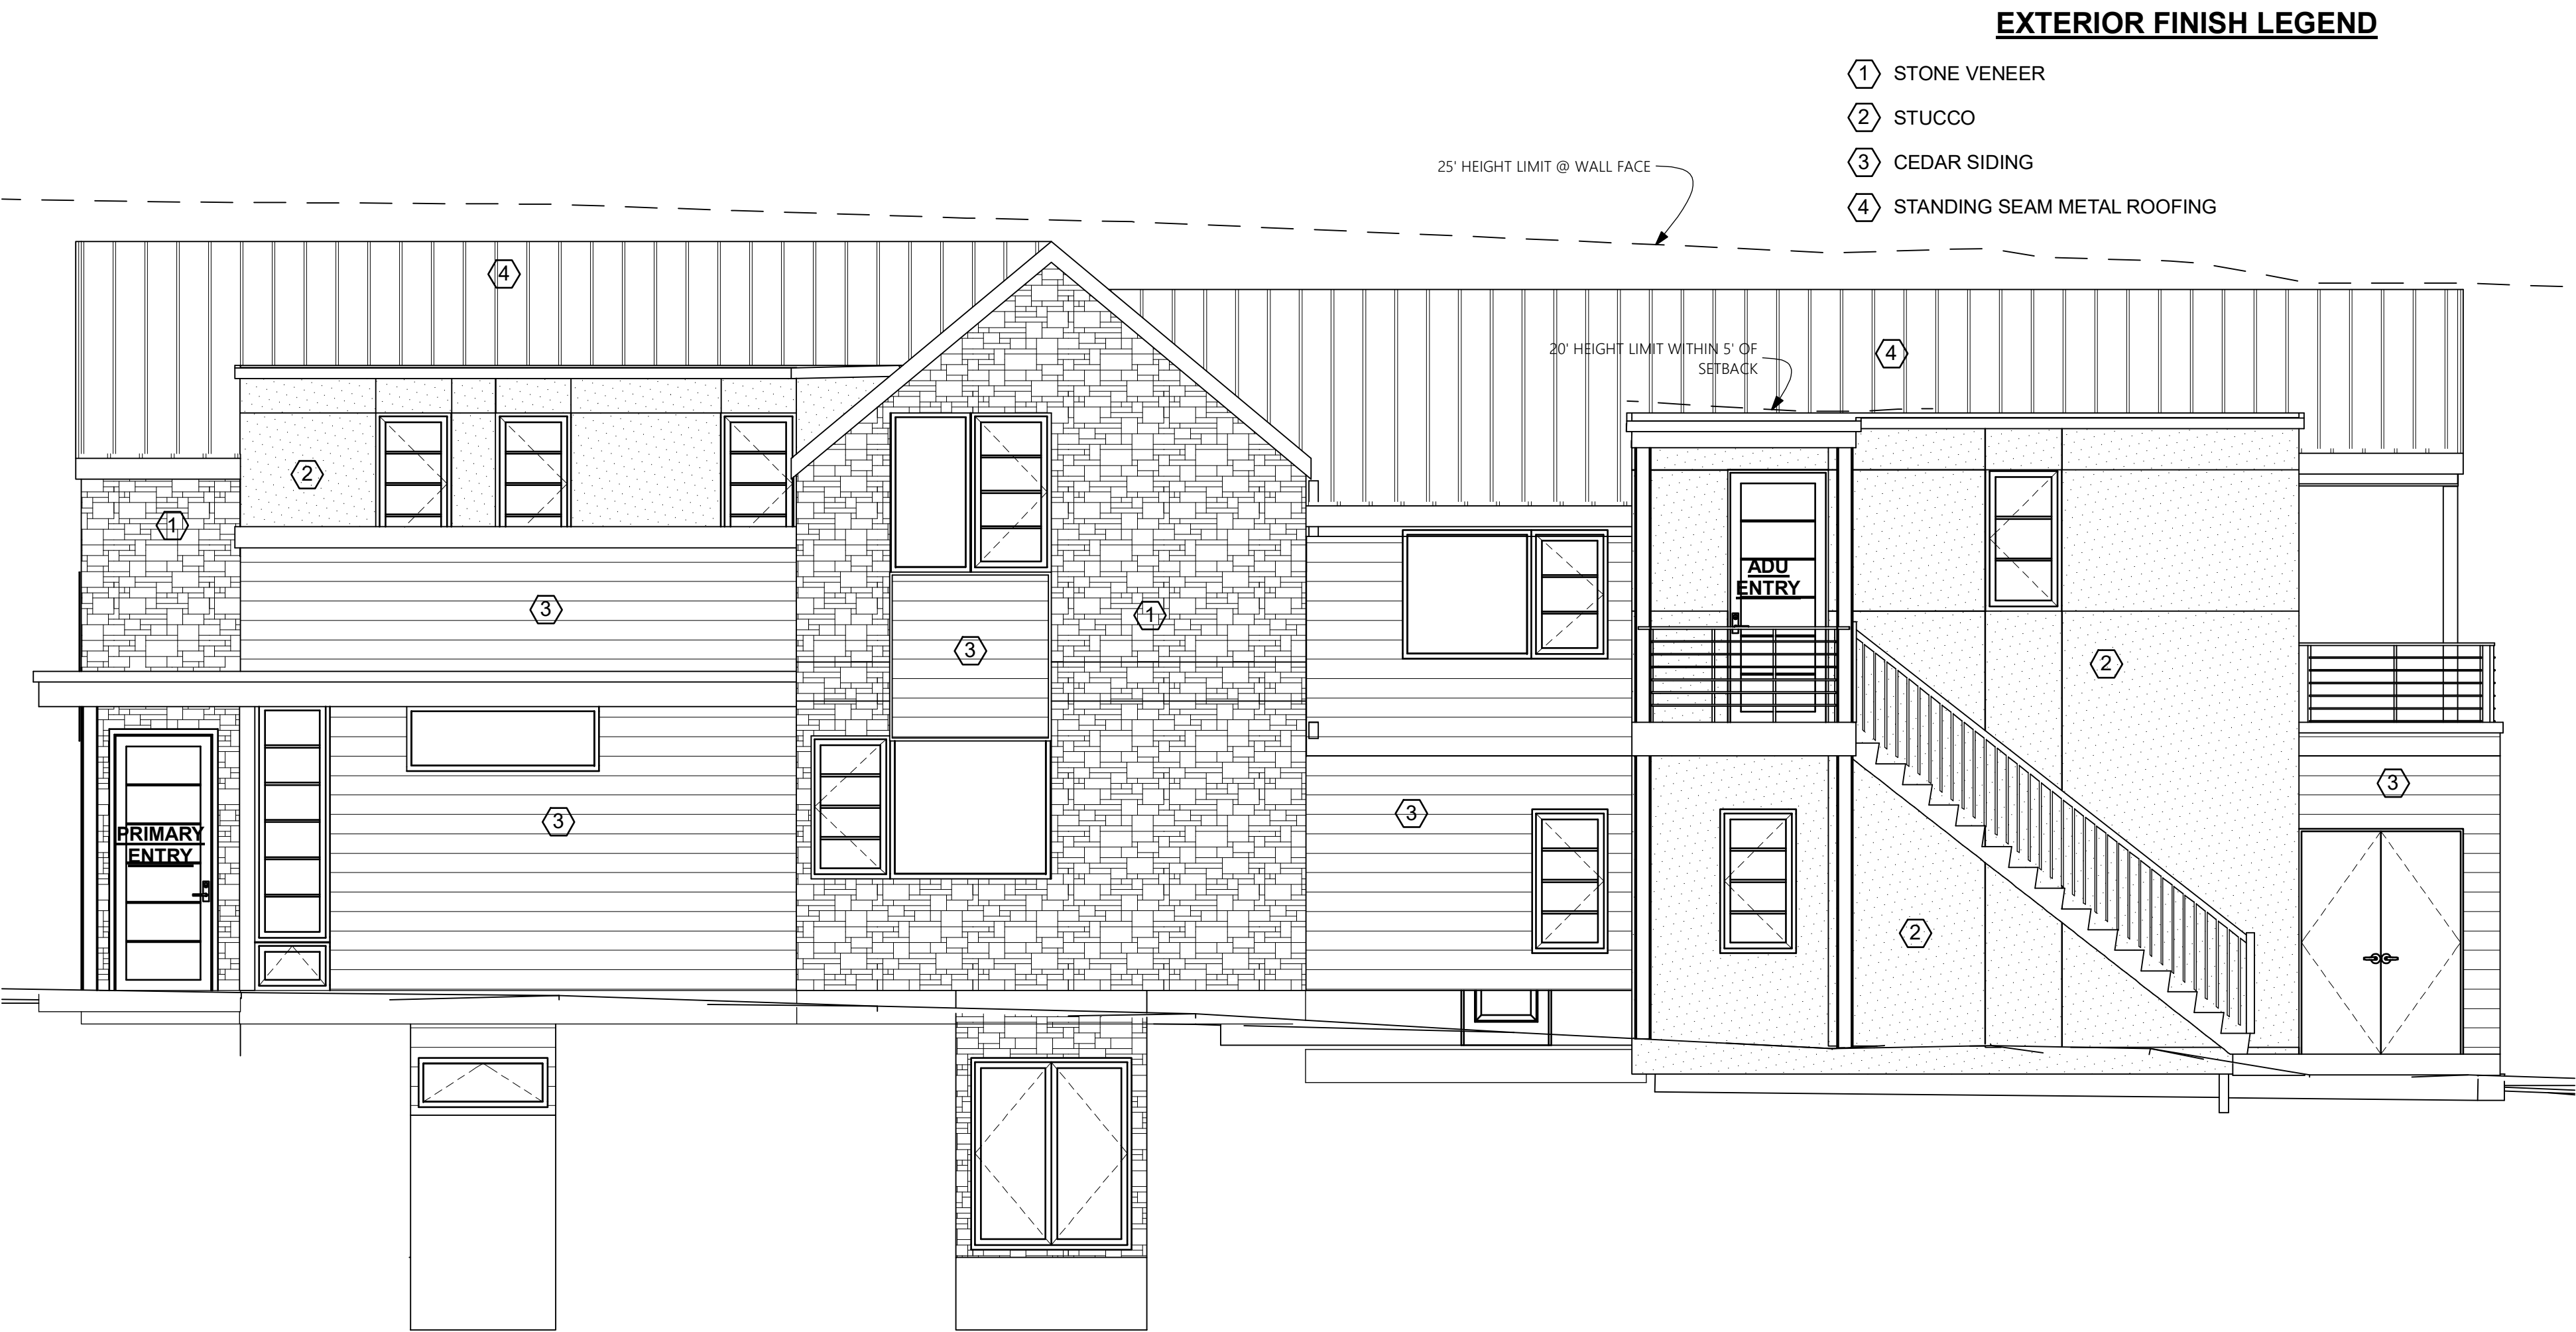 EXTERIOR FINISH LEGEND
1 STONE VENEER
2 STUCCO
3 CEDAR SIDING
4 STANDING SEAM METAL ROOFING
25' HEIGHT LIMIT @ WALL FACE
4
20' HEIGHT LIMIT WITHIN 5' OF
SETBACK
4
2
1
3
1
3
ADU
ENTRY
2
3
3
3
PRIMARY
ENTRY
2